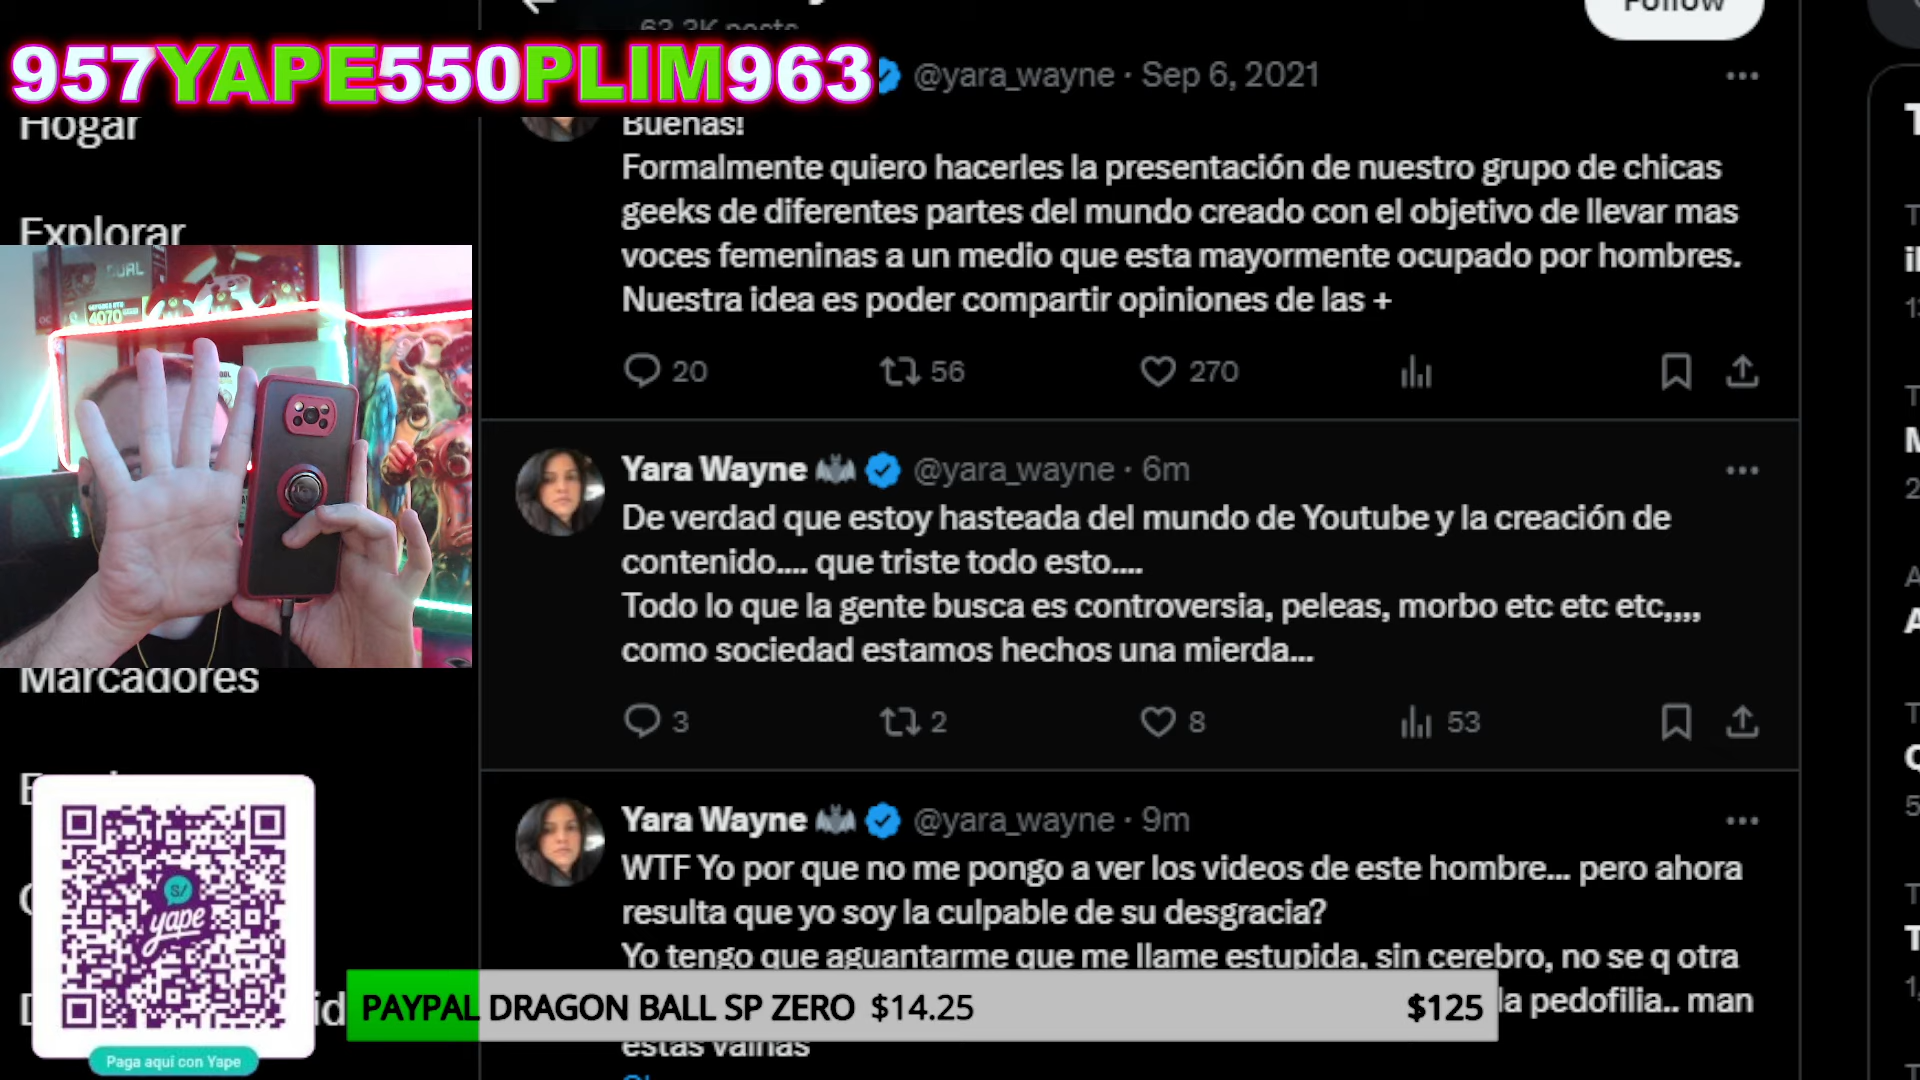 63.3K posts
Follow
957YAPE550PLIM963
@yara_wayne · Sep 6, 2021
Hogar
Buenas!
Formalmente quiero hacerles la presentación de nuestro grupo de chicas
geeks de diferentes partes del mundo creado con el objetivo de llevar mas
voces femeninas a un medio que esta mayormente ocupado por hombres.
Nuestra idea es poder compartir opiniones de las +
20 56 270
Explorar
4070
Yara Wayne @yara_wayne · 6m
De verdad que estoy hasteada del mundo de Youtube y la creación de
contenido.... que triste todo esto....
Todo lo que la gente busca es controversia, peleas, morbo etc etc etc,,,,
como sociedad estamos hechos una mierda...
3 2 8 53
Marcadores
Yara Wayne @yara_wayne · 9m
WTF Yo por que no me pongo a ver los videos de este hombre... pero ahora
resulta que yo soy la culpable de su desgracia?
Yo tengo que aguantarme que me llame estupida, sin cerebro, no se q otra
la pedofilia.. man
estas vainas
S/
yape
Paga aquí con Yape
PAYPAL DRAGON BALL SP ZERO $14.25 $125